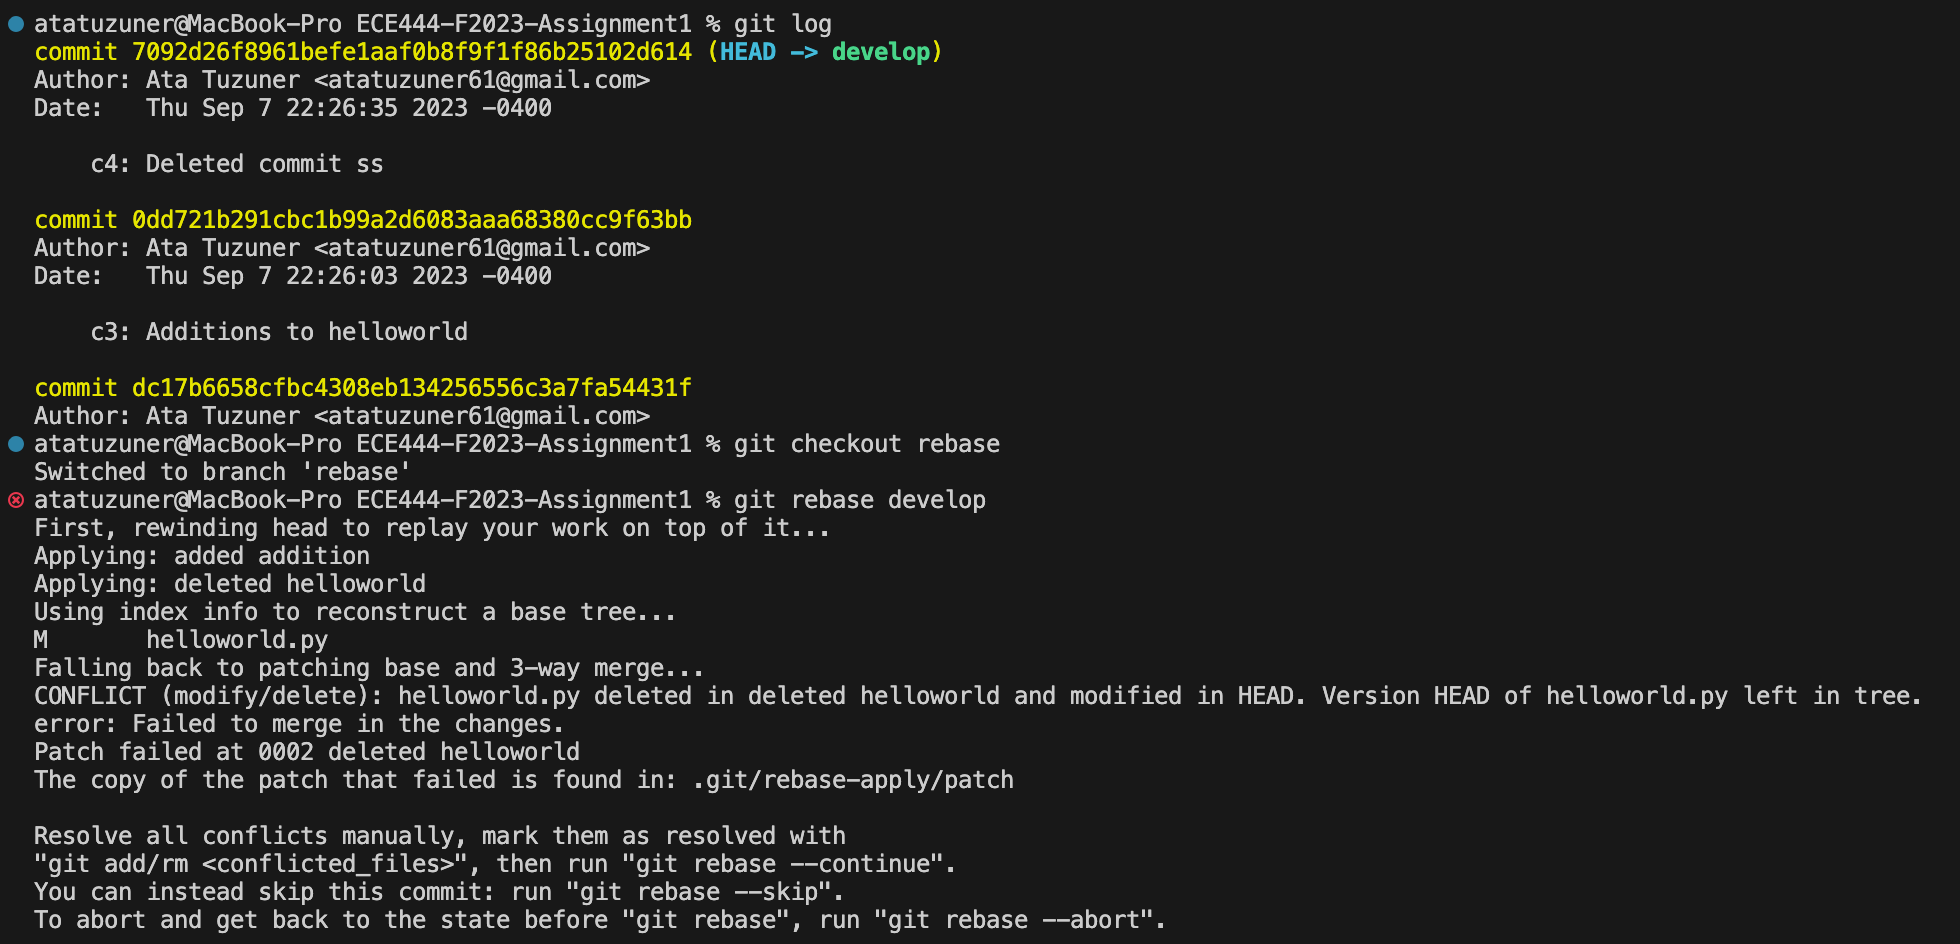 atatuzuner@MacBook-Pro ECE444-F2023-Assignment1 % git log
commit 7092d26f8961befe1aaf0b8f9f1f86b25102d614 (HEAD -> develop)
Author: Ata Tuzuner <atatuzuner61@gmail.com>
Date:   Thu Sep 7 22:26:35 2023 -0400
    c4: Deleted commit ss
commit 0dd721b291cbc1b99a2d6083aaa68380cc9f63bb
Author: Ata Tuzuner <atatuzuner61@gmail.com>
Date:   Thu Sep 7 22:26:03 2023 -0400
    c3: Additions to helloworld
commit dc17b6658cfbc4308eb134256556c3a7fa54431f
Author: Ata Tuzuner <atatuzuner61@gmail.com>
atatuzuner@MacBook-Pro ECE444-F2023-Assignment1 % git checkout rebase
Switched to branch 'rebase'
atatuzuner@MacBook-Pro ECE444-F2023-Assignment1 % git rebase develop
First, rewinding head to replay your work on top of it...
Applying: added addition
Applying: deleted helloworld
Using index info to reconstruct a base tree...
M       helloworld.py
Falling back to patching base and 3-way merge...
CONFLICT (modify/delete): helloworld.py deleted in deleted helloworld and modified in HEAD. Version HEAD of helloworld.py left in tree.
error: Failed to merge in the changes.
Patch failed at 0002 deleted helloworld
The copy of the patch that failed is found in: .git/rebase-apply/patch
Resolve all conflicts manually, mark them as resolved with
"git add/rm <conflicted_files>", then run "git rebase --continue".
You can instead skip this commit: run "git rebase --skip".
To abort and get back to the state before "git rebase", run "git rebase --abort".